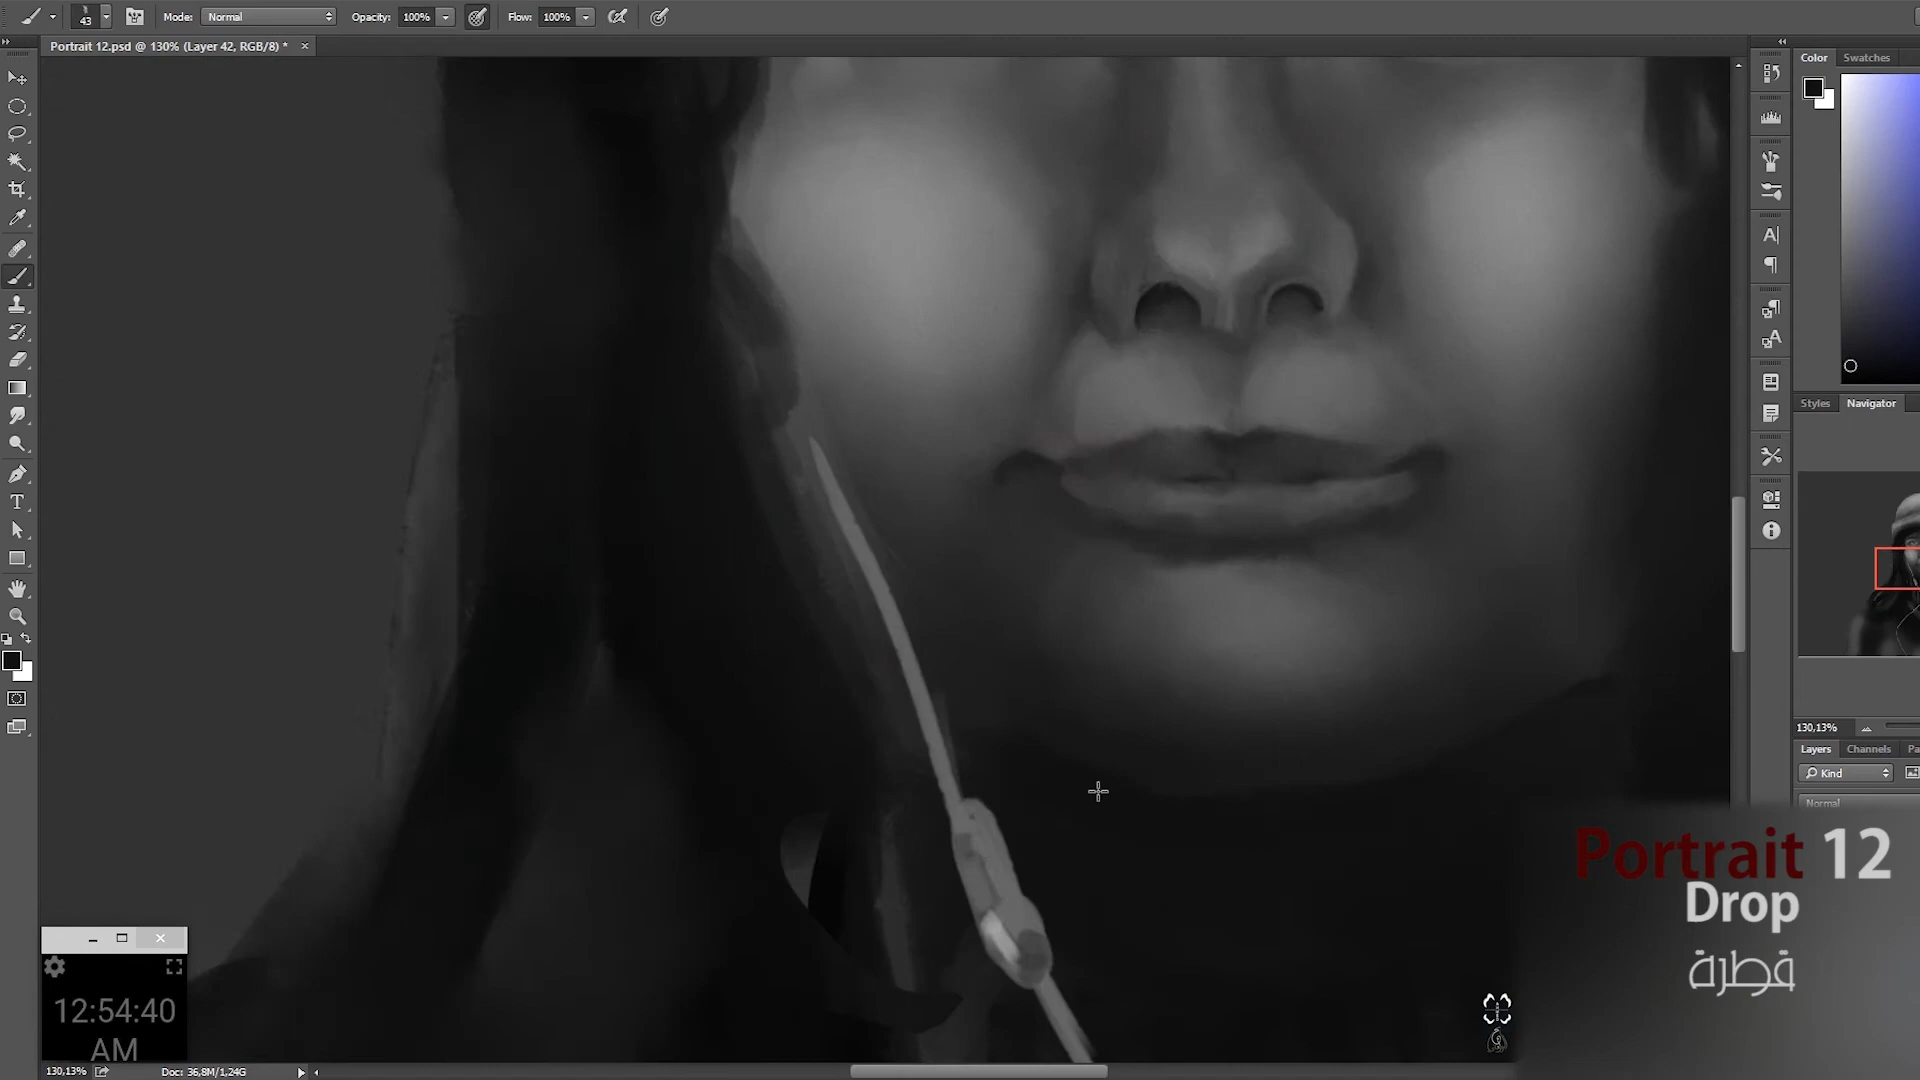 43
Mode: Normal Opacity: 100% Flow: 100%
Portrait 12.psd @ 130% (Layer 42, RGB/8) * ×
Color Swatches
Styles Navigator
130,13%
Layers Channels Pa
Kind
Normal
Portrait 12
Drop
قطرة
12:54:40
AM
130,13% Doc: 36,8M/1,24G